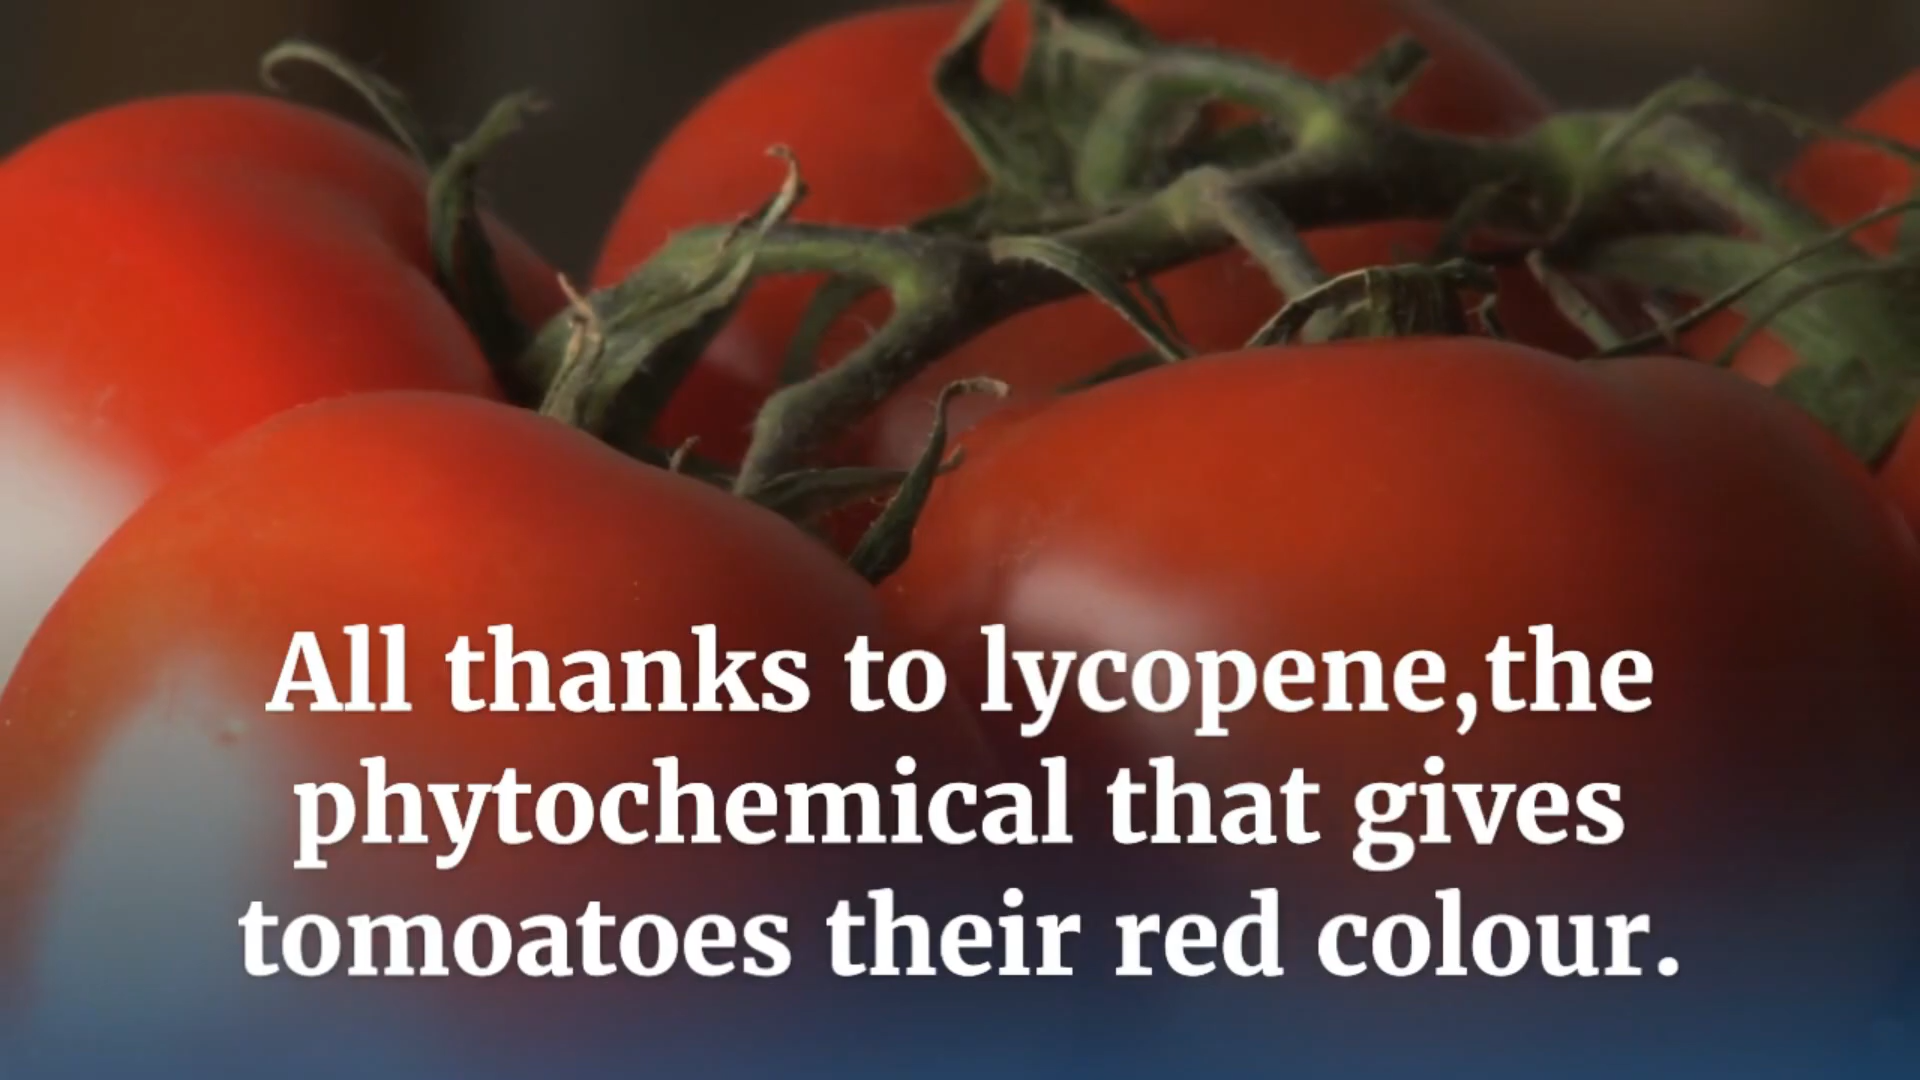 All thanks to lycopene,the
phytochemical that gives
tomoatoes their red colour.